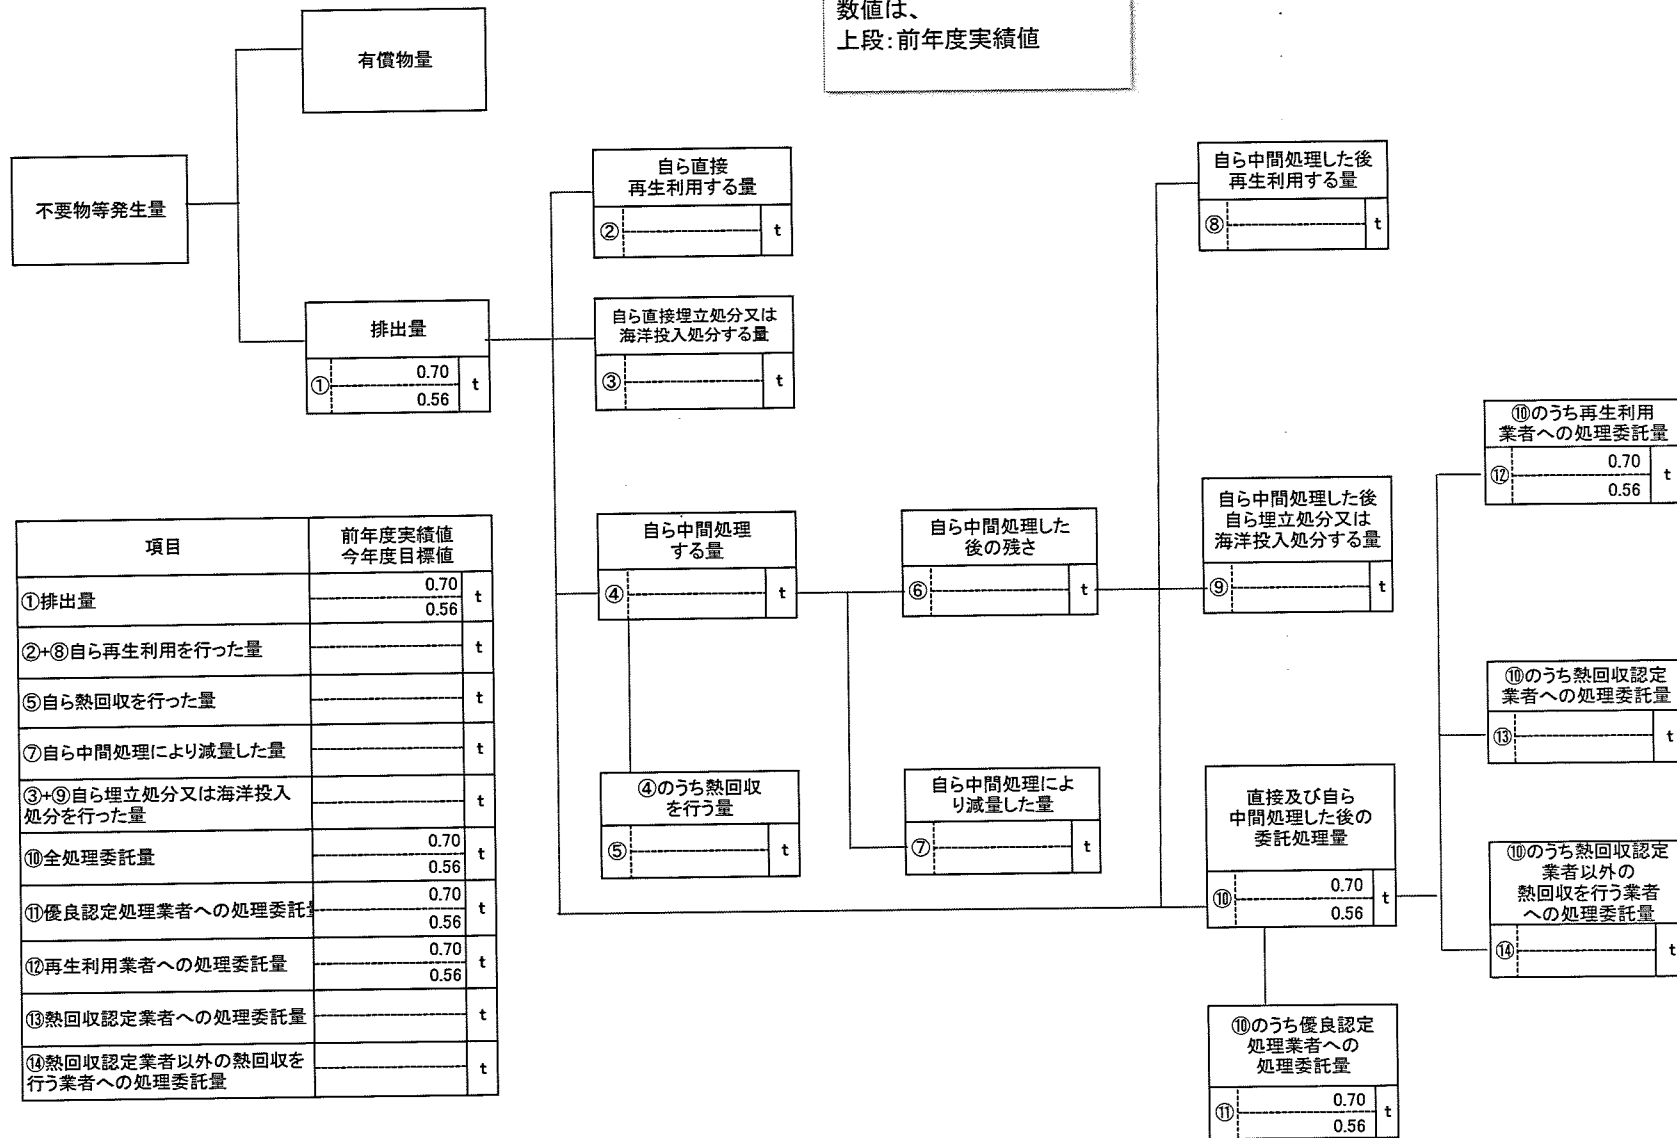 数値は、
上段:前年度実績値
有償物量
不要物等発生量
排出量
① 0.70 t
0.56
自ら直接
再生利用する量
② t
自ら直接埋立処分又は
海洋投入処分する量
③ t
自ら中間処理
する量
④ t
④のうち熱回収
を行う量
⑤ t
自ら中間処理した
後の残さ
⑥ t
自ら中間処理によ
り減量した量
⑦ t
自ら中間処理した後
再生利用する量
⑧ t
自ら中間処理した後
自ら埋立処分又は
海洋投入処分する量
⑨ t
直接及び自ら
中間処理した後の
委託処理量
⑩ 0.70 t
0.56
⑩のうち優良認定
処理業者への
処理委託量
⑪ 0.70 t
0.56
⑩のうち再生利用
業者への処理委託量
⑫ 0.70 t
0.56
⑩のうち熱回収認定
業者への処理委託量
⑬ t
⑩のうち熱回収認定
業者以外の
熱回収を行う業者
への処理委託量
⑭ t
項目 前年度実績値
今年度目標値
①排出量 0.70 t
0.56
②+⑧自ら再生利用を行った量 t
⑤自ら熱回収を行った量 t
⑦自ら中間処理により減量した量 t
③+⑨自ら埋立処分又は海洋投入
処分を行った量 t
⑩全処理委託量 0.70 t
0.56
⑪優良認定処理業者への処理委託 0.70 t
0.56
⑫再生利用業者への処理委託量 0.70 t
0.56
⑬熱回収認定業者への処理委託量 t
⑭熱回収認定業者以外の熱回収を
行う業者への処理委託量 t